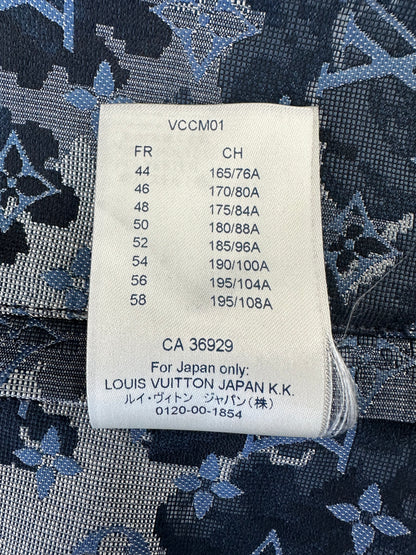 VCCM01
FR CH
44 165/76A
46 170/80A
48 175/84A
50 180/88A
52 185/96A
54 190/100A
56 195/104A
58 195/108A
CA 36929
For Japan only:
LOUIS VUITTON JAPAN K.K.
ルイ・ヴィトン ジャパン(株)
0120-00-1854